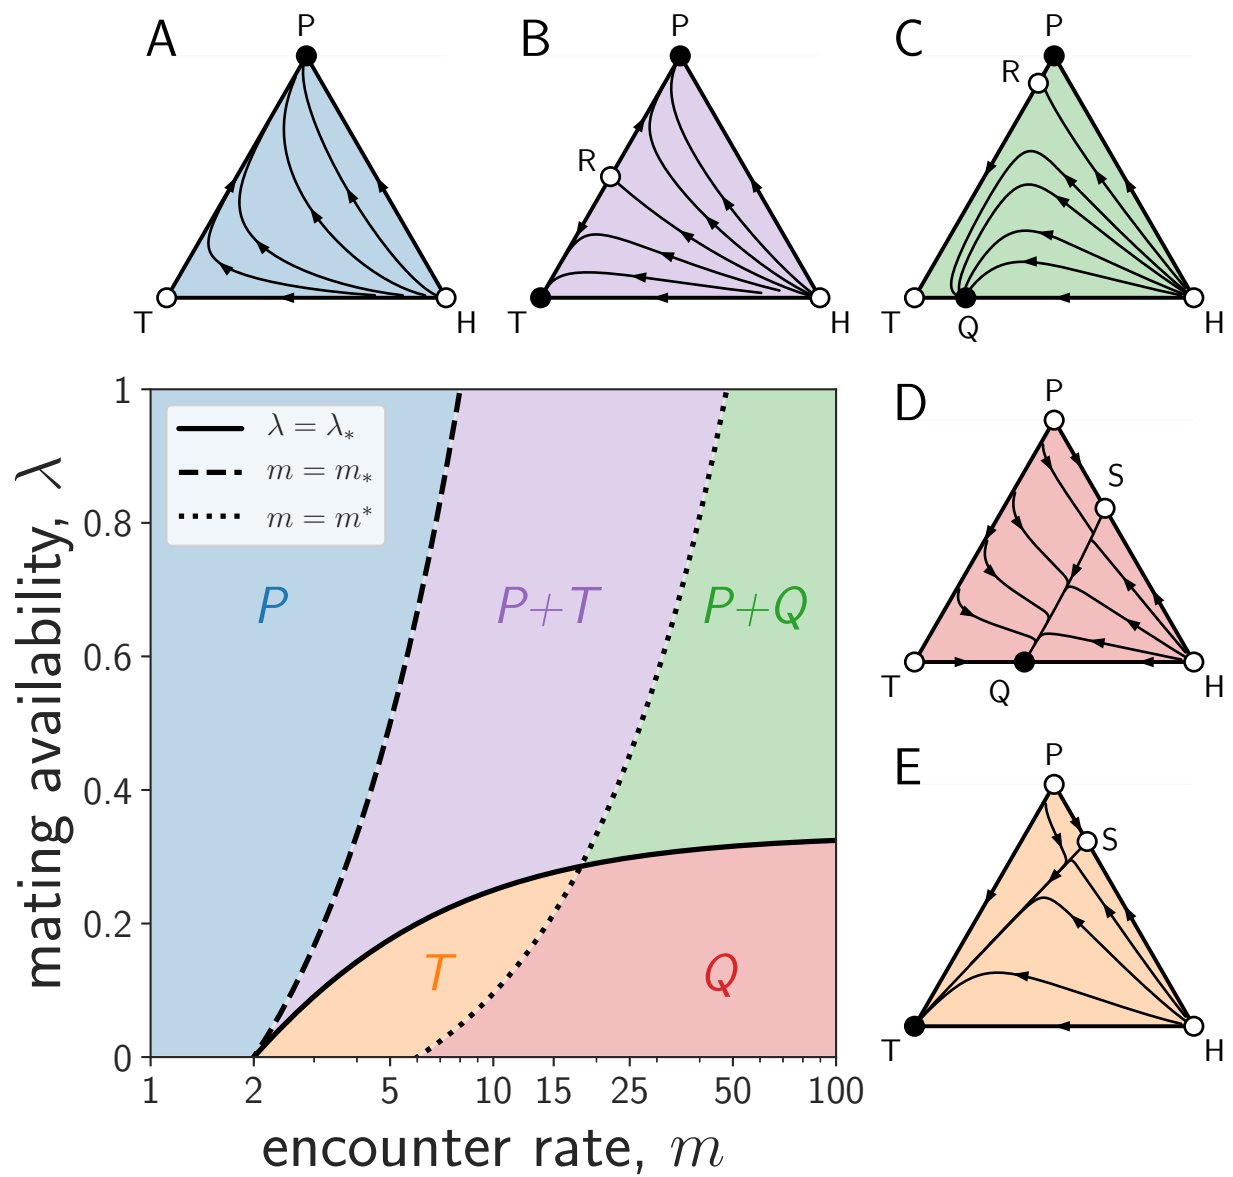 A
P
T
H
B
P
R
T
H
C
P
R
T
Q
H
D
P
S
T
Q
H
E
P
S
T
H
mating availability, λ
1
0.8
0.6
0.4
0.2
0
λ = λ*
m = m*
m = m*
P
P+T
P+Q
T
Q
1 2 5 10 15 25 50 100
encounter rate, m